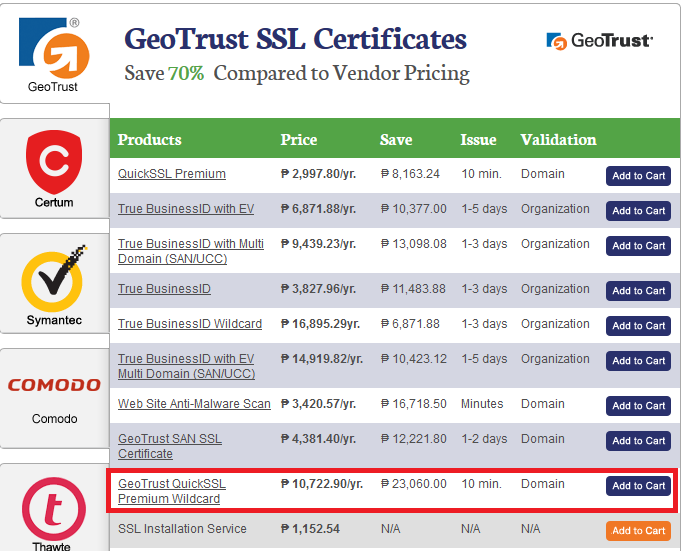 GeoTrust
GeoTrust SSL Certificates
Save 70% Compared to Vendor Pricing
GeoTrust
Certum
Symantec
COMODO
Comodo
t
Thawte
Products Price Save Issue Validation
QuickSSL Premium ₱ 2,997.80/yr. ₱ 8,163.24 10 min. Domain Add to Cart
True BusinessID with EV ₱ 6,871.88/yr. ₱ 10,377.00 1-5 days Organization Add to Cart
True BusinessID with Multi
Domain (SAN/UCC) ₱ 9,439.23/yr. ₱ 13,098.08 1-3 days Organization Add to Cart
True BusinessID ₱ 3,827.96/yr. ₱ 11,483.88 1-3 days Organization Add to Cart
True BusinessID Wildcard ₱ 16,895.29/yr. ₱ 6,871.88 1-3 days Organization Add to Cart
True BusinessID with EV
Multi Domain (SAN/UCC) ₱ 14,919.82/yr. ₱ 10,423.12 1-5 days Organization Add to Cart
Web Site Anti-Malware Scan ₱ 3,420.57/yr. ₱ 16,718.50 Minutes Domain Add to Cart
GeoTrust SAN SSL
Certificate ₱ 4,381.40/yr. ₱ 12,221.80 1-2 days Domain Add to Cart
GeoTrust QuickSSL
Premium Wildcard ₱ 10,722.90/yr. ₱ 23,060.00 10 min. Domain Add to Cart
SSL Installation Service ₱ 1,152.54 N/A N/A N/A Add to Cart